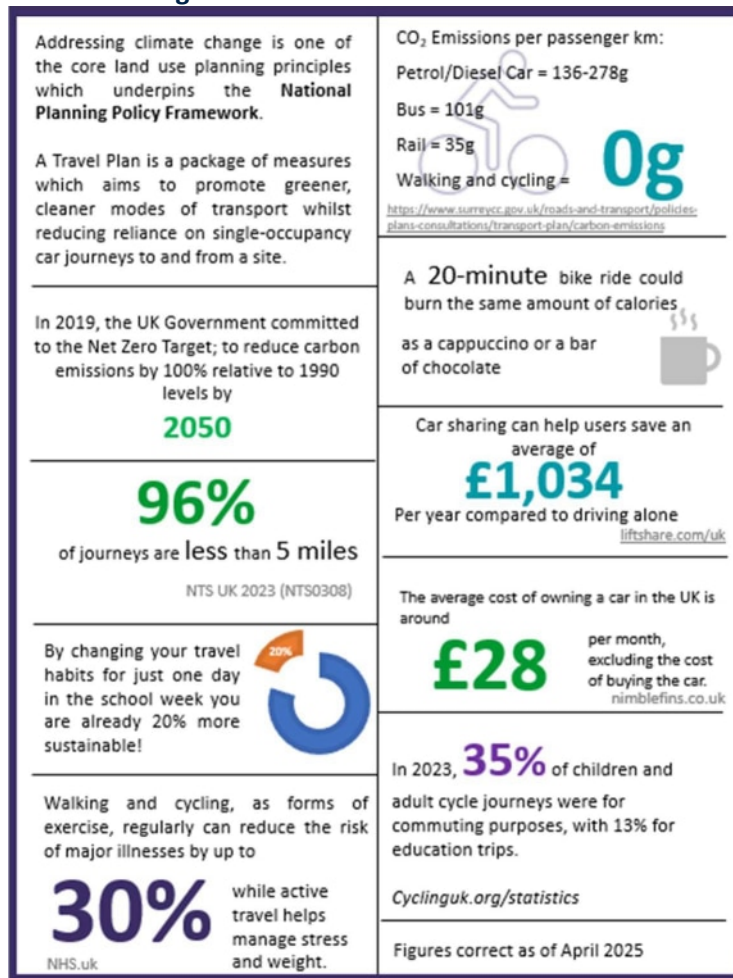 Addressing climate change is one of
the core land use planning principles
which underpins the National
Planning Policy Framework.
A Travel Plan is a package of measures
which aims to promote greener,
cleaner modes of transport whilst
reducing reliance on single-occupancy
car journeys to and from a site.
In 2019, the UK Government committed
to the Net Zero Target; to reduce carbon
emissions by 100% relative to 1990
levels by
2050
96%
of journeys are less than 5 miles
NTS UK 2023 (NTS0308)
By changing your travel
habits for just one day
in the school week you
are already 20% more
sustainable!
20%
Walking and cycling, as forms of
exercise, regularly can reduce the risk
of major illnesses by up to
30%
while active
travel helps
manage stress
and weight.
NHS.uk
CO₂ Emissions per passenger km:
Petrol/Diesel Car = 136-278g
Bus = 101g
Rail = 35g
Walking and cycling =
0g
https://www.surreycc.gov.uk/roads-and-transport/policies-
plans-consultations/transport-plan/carbon-emissions
A 20-minute bike ride could
burn the same amount of calories
as a cappuccino or a bar
of chocolate
Car sharing can help users save an
average of
£1,034
Per year compared to driving alone
liftshare.com/uk
The average cost of owning a car in the UK is
around
£28
per month,
excluding the cost
of buying the car.
nimblefins.co.uk
In 2023, 35% of children and
adult cycle journeys were for
commuting purposes, with 13% for
education trips.
Cyclinguk.org/statistics
Figures correct as of April 2025